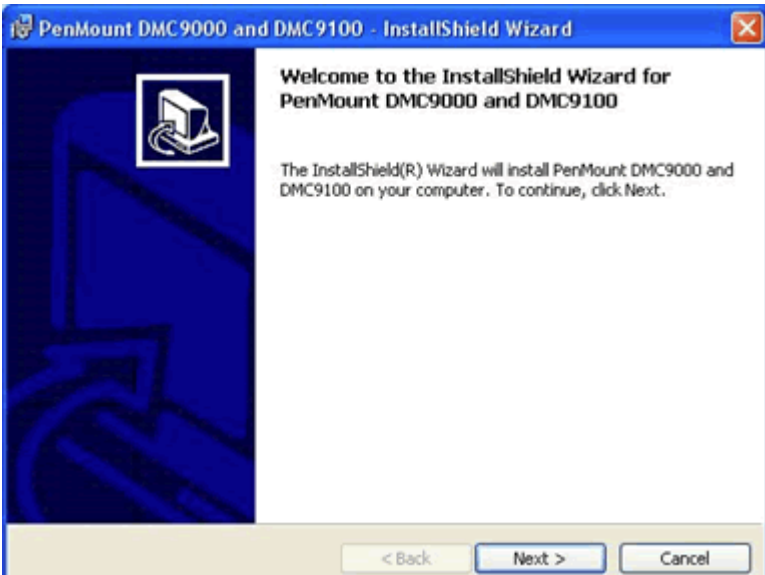 PenMount DMC9000 and DMC9100 - InstallShield Wizard
Welcome to the InstallShield Wizard for
PenMount DMC9000 and DMC9100
The InstallShield(R) Wizard will install PenMount DMC9000 and
DMC9100 on your computer. To continue, click Next.
< Back
Next >
Cancel